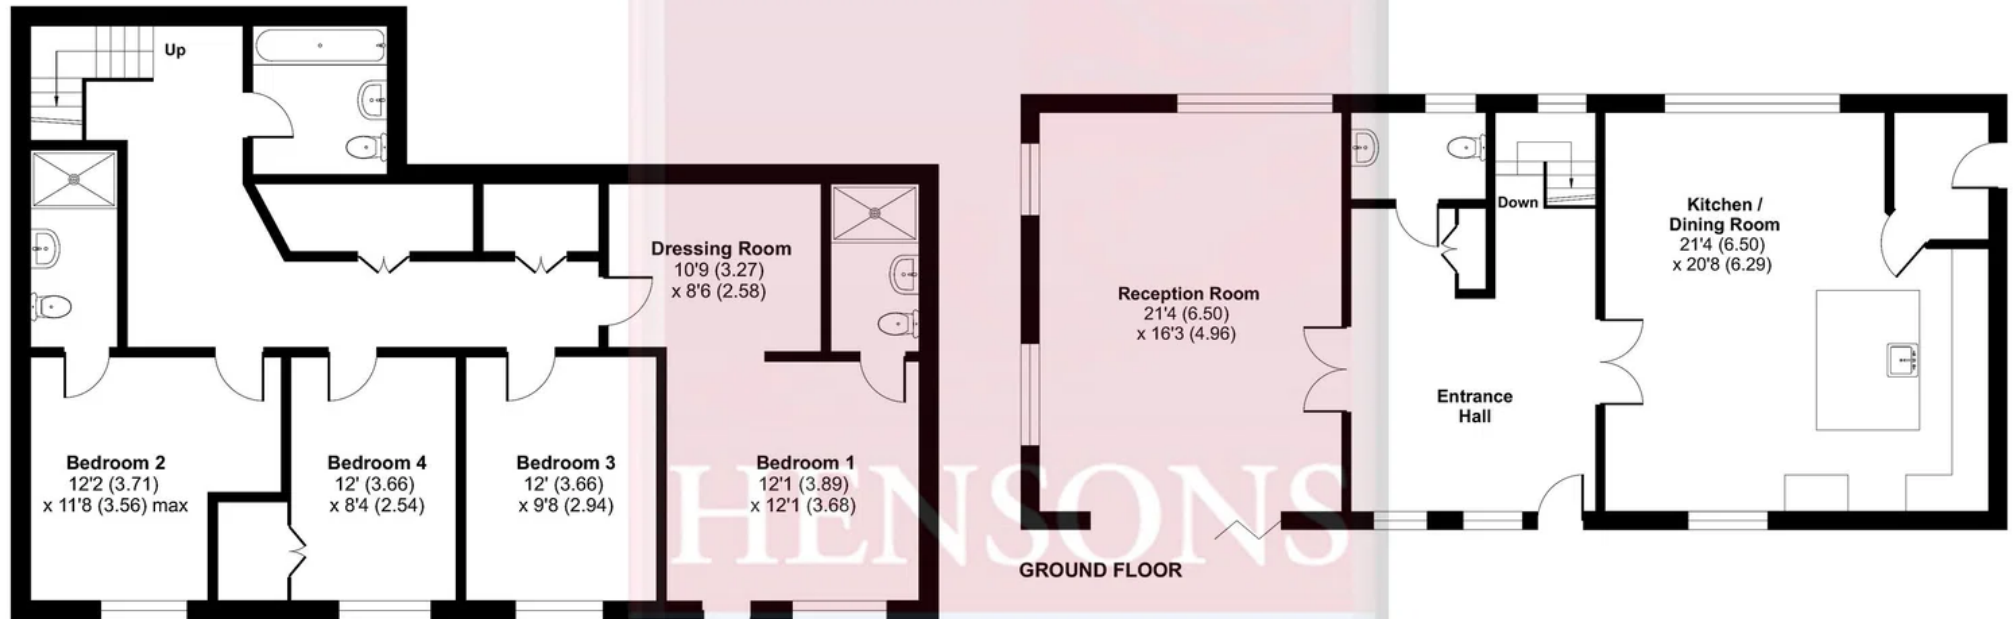 Up
Dressing Room
10'9 (3.27)
x 8'6 (2.58)
Bedroom 2
12'2 (3.71)
x 11'8 (3.56) max
Bedroom 4
12' (3.66)
x 8'4 (2.54)
Bedroom 3
12' (3.66)
x 9'8 (2.94)
Bedroom 1
12'1 (3.89)
x 12'1 (3.68)
HENSONS
Reception Room
21'4 (6.50)
x 16'3 (4.96)
Down
Entrance
Hall
Kitchen /
Dining Room
21'4 (6.50)
x 20'8 (6.29)
GROUND FLOOR